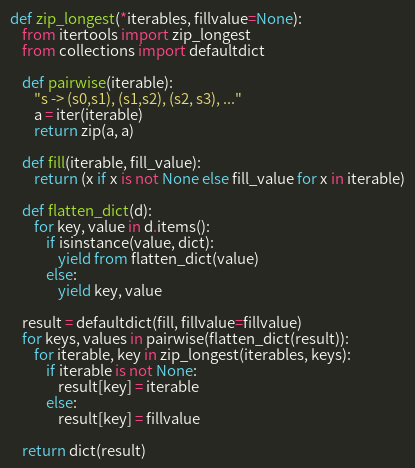 def zip_longest(*iterables, fillvalue=None):
    from itertools import zip_longest
    from collections import defaultdict

    def pairwise(iterable):
        "s -> (s0,s1), (s1,s2), (s2, s3), ..."
        a = iter(iterable)
        return zip(a, a)

    def fill(iterable, fill_value):
        return (x if x is not None else fill_value for x in iterable)

    def flatten_dict(d):
        for key, value in d.items():
            if isinstance(value, dict):
                yield from flatten_dict(value)
            else:
                yield key, value

    result = defaultdict(fill, fillvalue=fillvalue)
    for keys, values in pairwise(flatten_dict(result)):
        for iterable, key in zip_longest(iterables, keys):
            if iterable is not None:
                result[key] = iterable
            else:
                result[key] = fillvalue

    return dict(result)